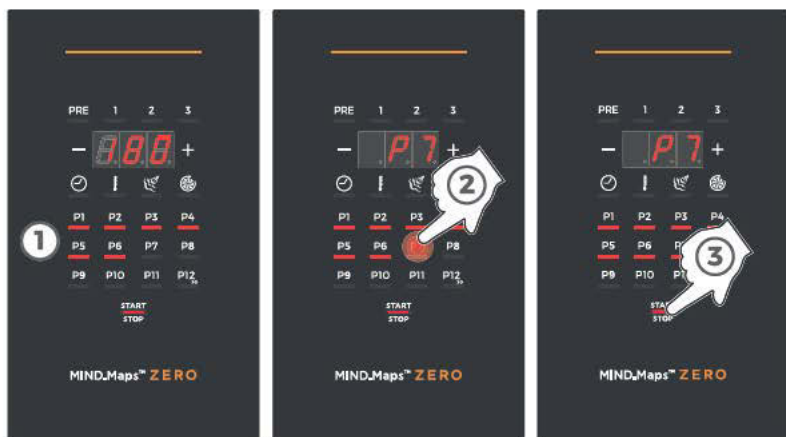 PRE 1 2 3
- 180 +
1
P1 P2 P3 P4
P5 P6 P7 P8
P9 P10 P11 P12
START
STOP
MIND.Maps™ ZERO
PRE 1 2 3
- P7 +
2
P1 P2 P3
P5 P6 P8
P9 P10 P11 P12
START
STOP
MIND.Maps™ ZERO
PRE 1 2 3
- P7 +
3
P1 P2 P3 P4
P5 P6
P9 P10
MIND.Maps™ ZERO